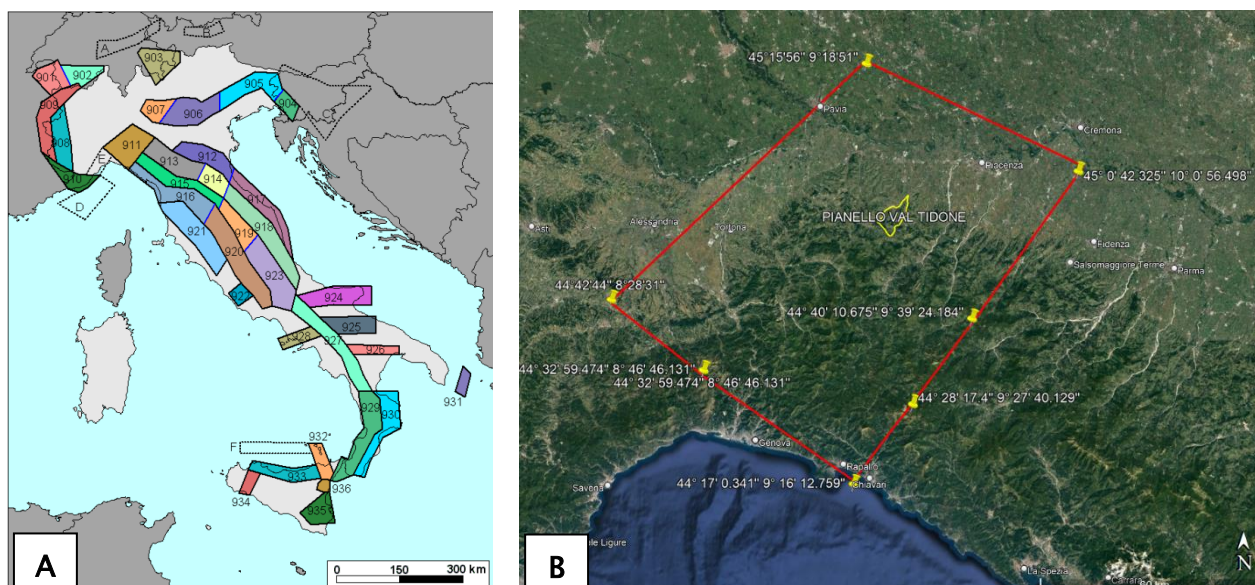 A
B
C
D
E
F
901
902
903
904
905
906
907
908
909
910
911
912
913
914
915
916
917
918
919
920
921
922
923
924
925
926
927
928
929
930
931
932
933
934
935
936
0 150 300 km
A
45°15'56" 9°18'51"
Pavia
Cremona
Piacenza
45° 0' 42.325" 10° 0' 56.498"
PIANELLO VAL TIDONE
Asti
Alessandria
Tortona
Fidenza
Salsomaggiore Terme
Parma
44°42'44" 8°28'31"
44° 40' 10.675" 9° 39' 24.184"
44° 32' 59.474" 8° 46' 46.131"
44° 32' 59.474" 8° 46' 46.131"
44° 28' 17.4" 9° 27' 40.129"
Genova
Rapallo
Chiavari
44° 17' 0.341" 9° 16' 12.759"
Savona
ale Ligure
La Spezia
Carrara
N
B